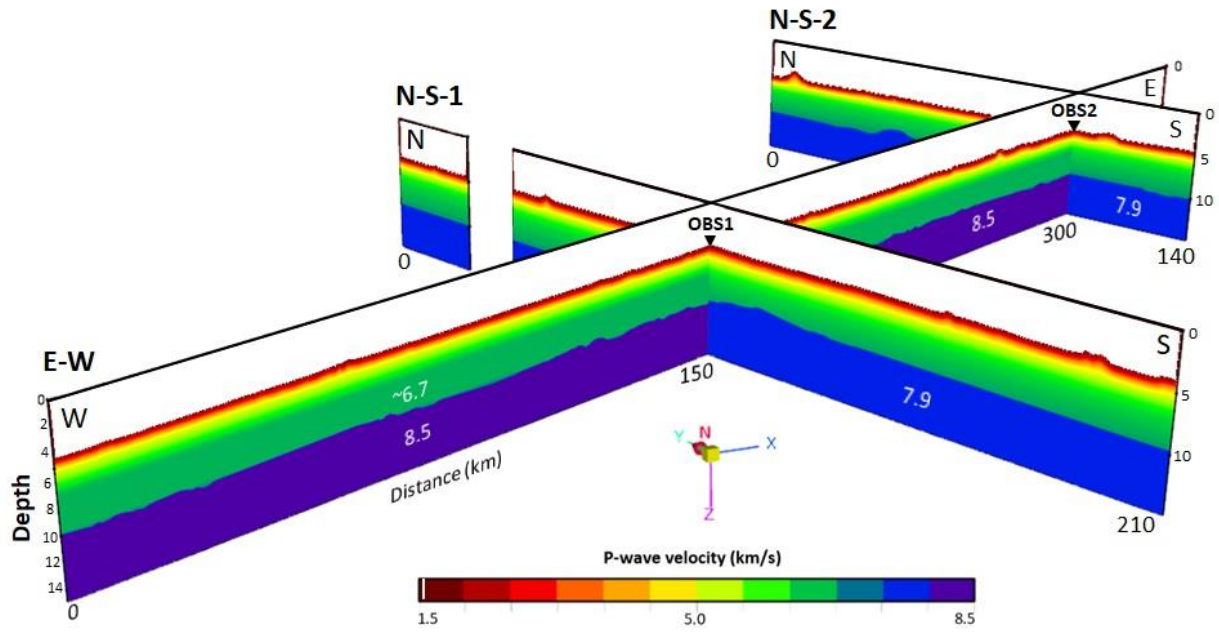 N-S-2
N
0
E
OBS2
0
S
5
10
8.5
7.9
300
140
0
N-S-1
N
0
OBS1
E-W
W
0
2
4
6
8
10
12
14
Depth
0
~6.7
8.5
Distance (km)
150
7.9
S
0
5
10
210
Y
N
X
Z
P-wave velocity (km/s)
1.5
5.0
8.5